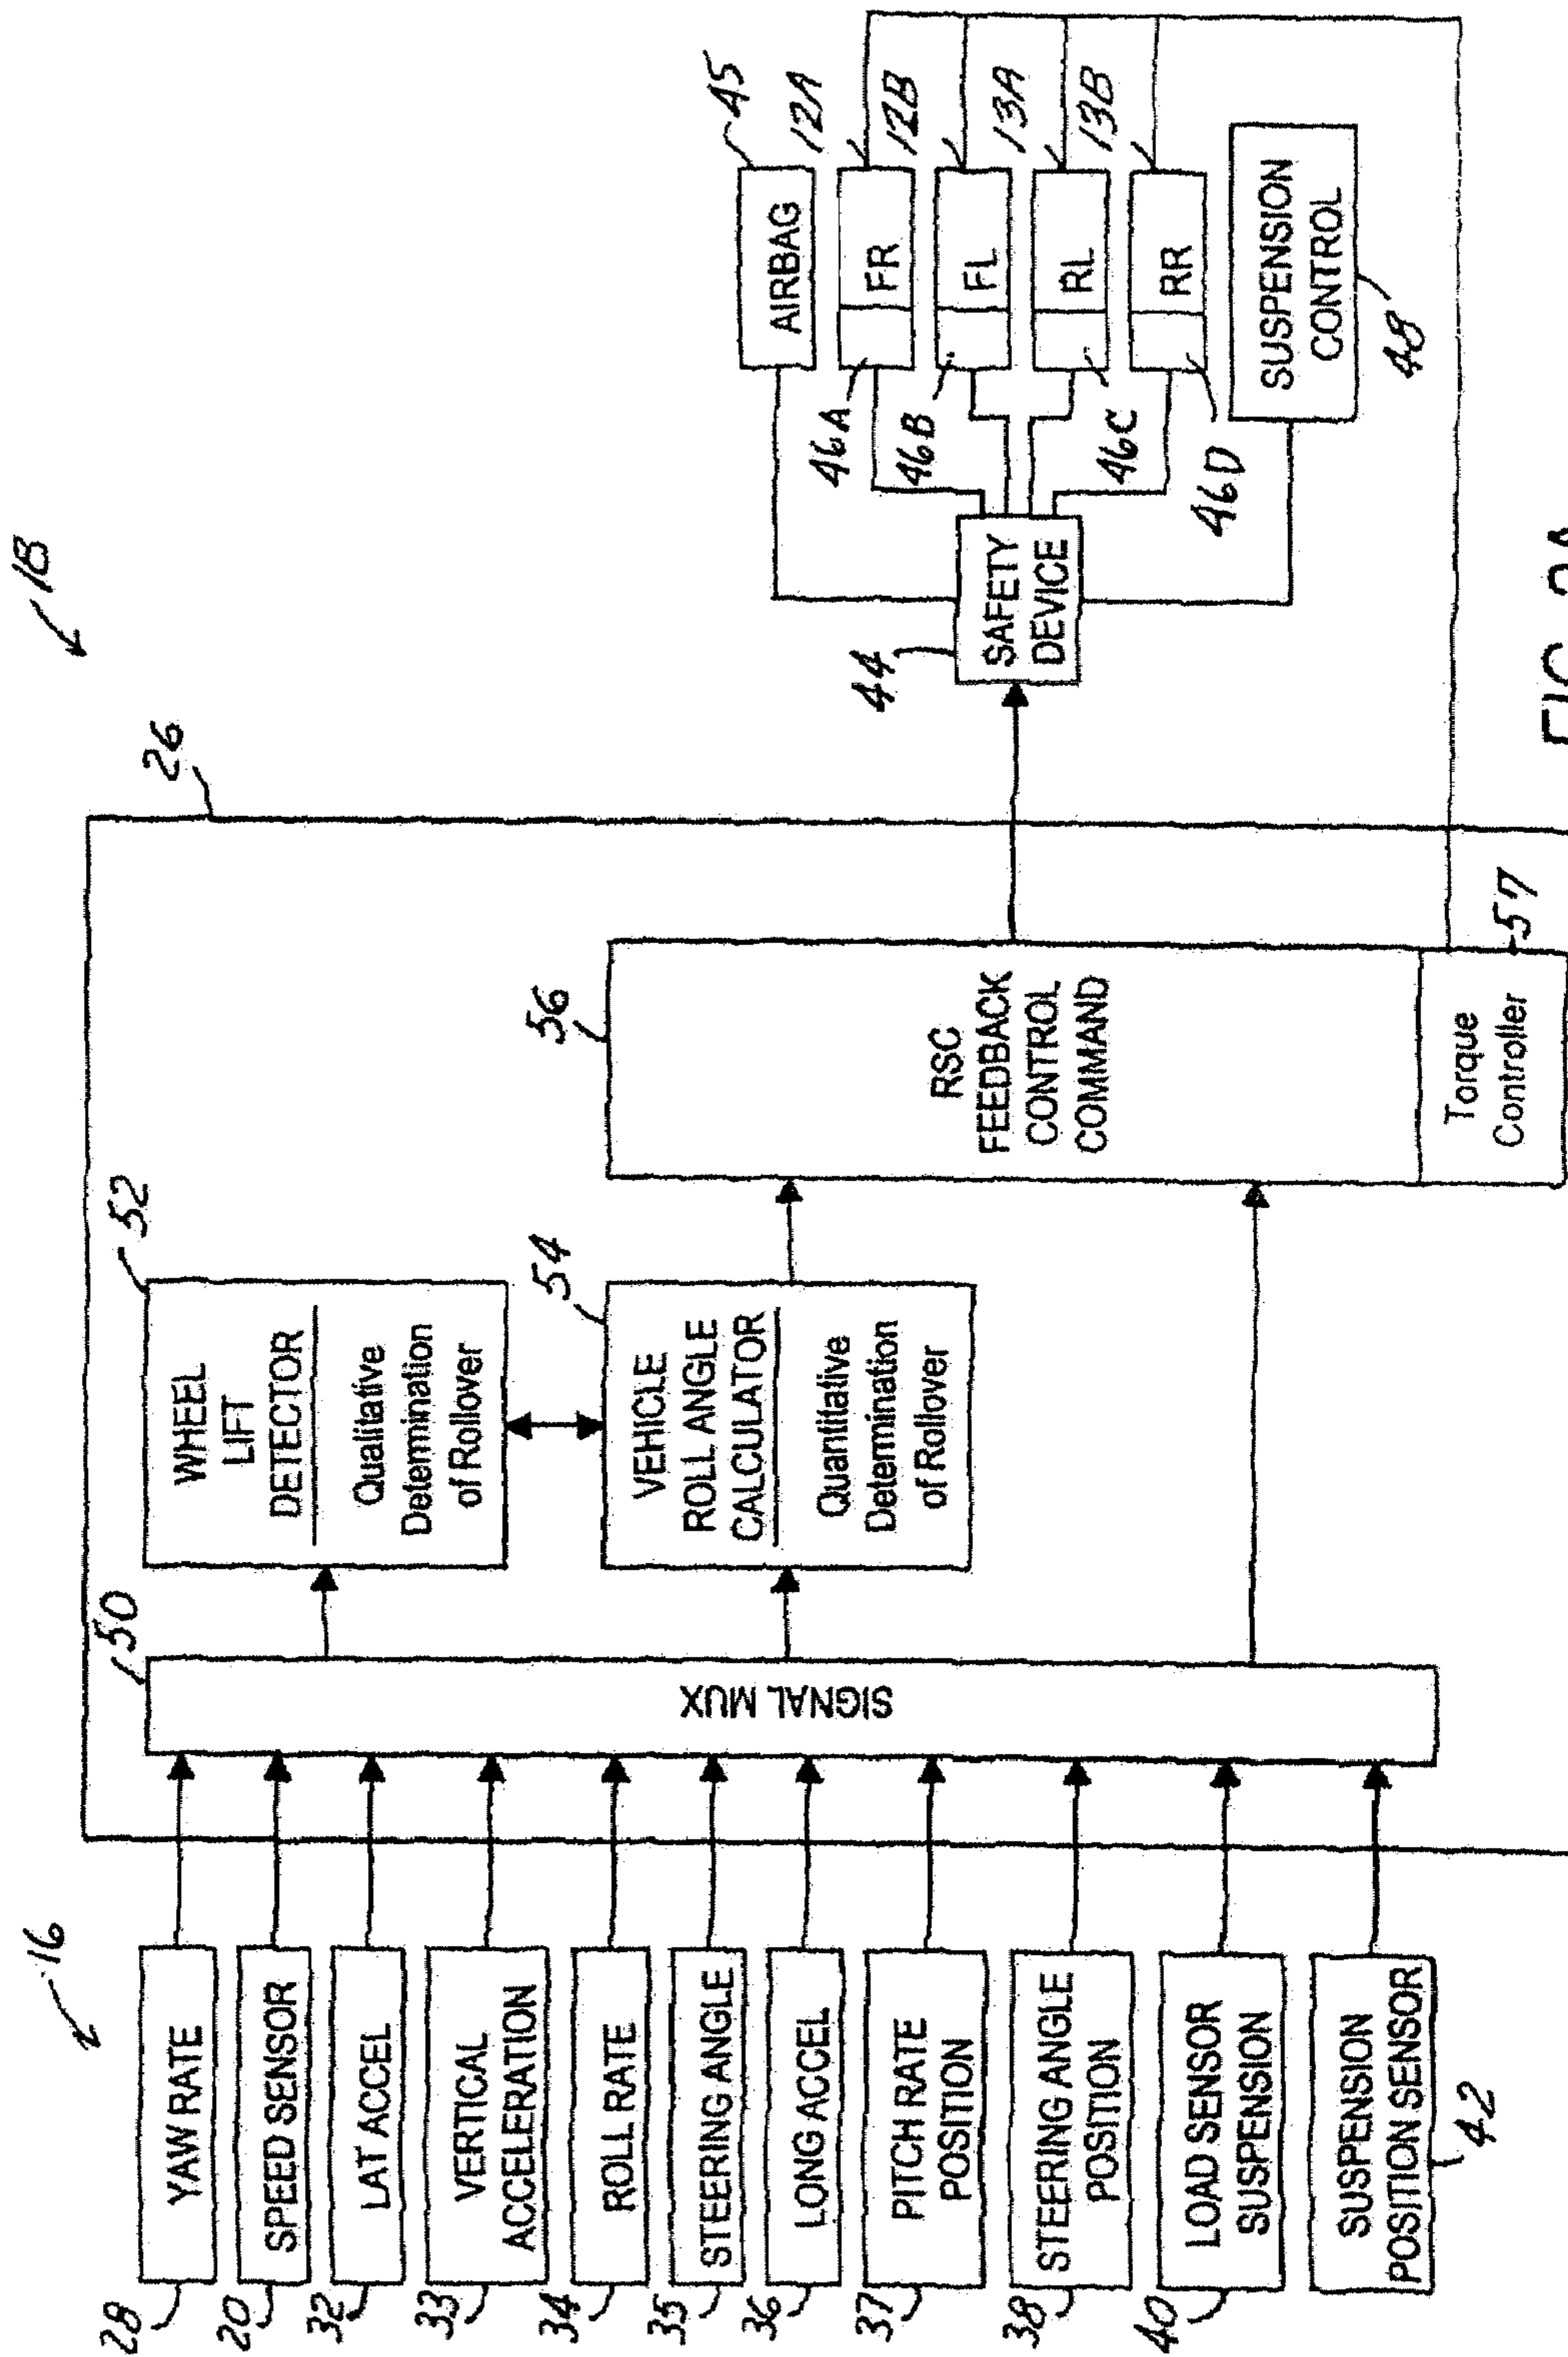 18
16
26
28
YAW RATE
20
SPEED SENSOR
32
LAT ACCEL
33
VERTICAL
ACCELERATION
34
ROLL RATE
35
STEERING ANGLE
36
LONG ACCEL
37
PITCH RATE
POSITION
38
STEERING ANGLE
POSITION
40
LOAD SENSOR
SUSPENSION
SUSPENSION
POSITION SENSOR
42
50
SIGNAL MUX
52
WHEEL
LIFT
DETECTOR
Qualitative
Determination
of Rollover
54
VEHICLE
ROLL ANGLE
CALCULATOR
Quantitative
Determination
of Rollover
56
RSC
FEEDBACK
CONTROL
COMMAND
Torque
Controller
57
44
SAFETY
DEVICE
45
AIRBAG
12A
FR
46A
12B
FL
46B
13A
RL
46C
13B
RR
46D
SUSPENSION
CONTROL
48